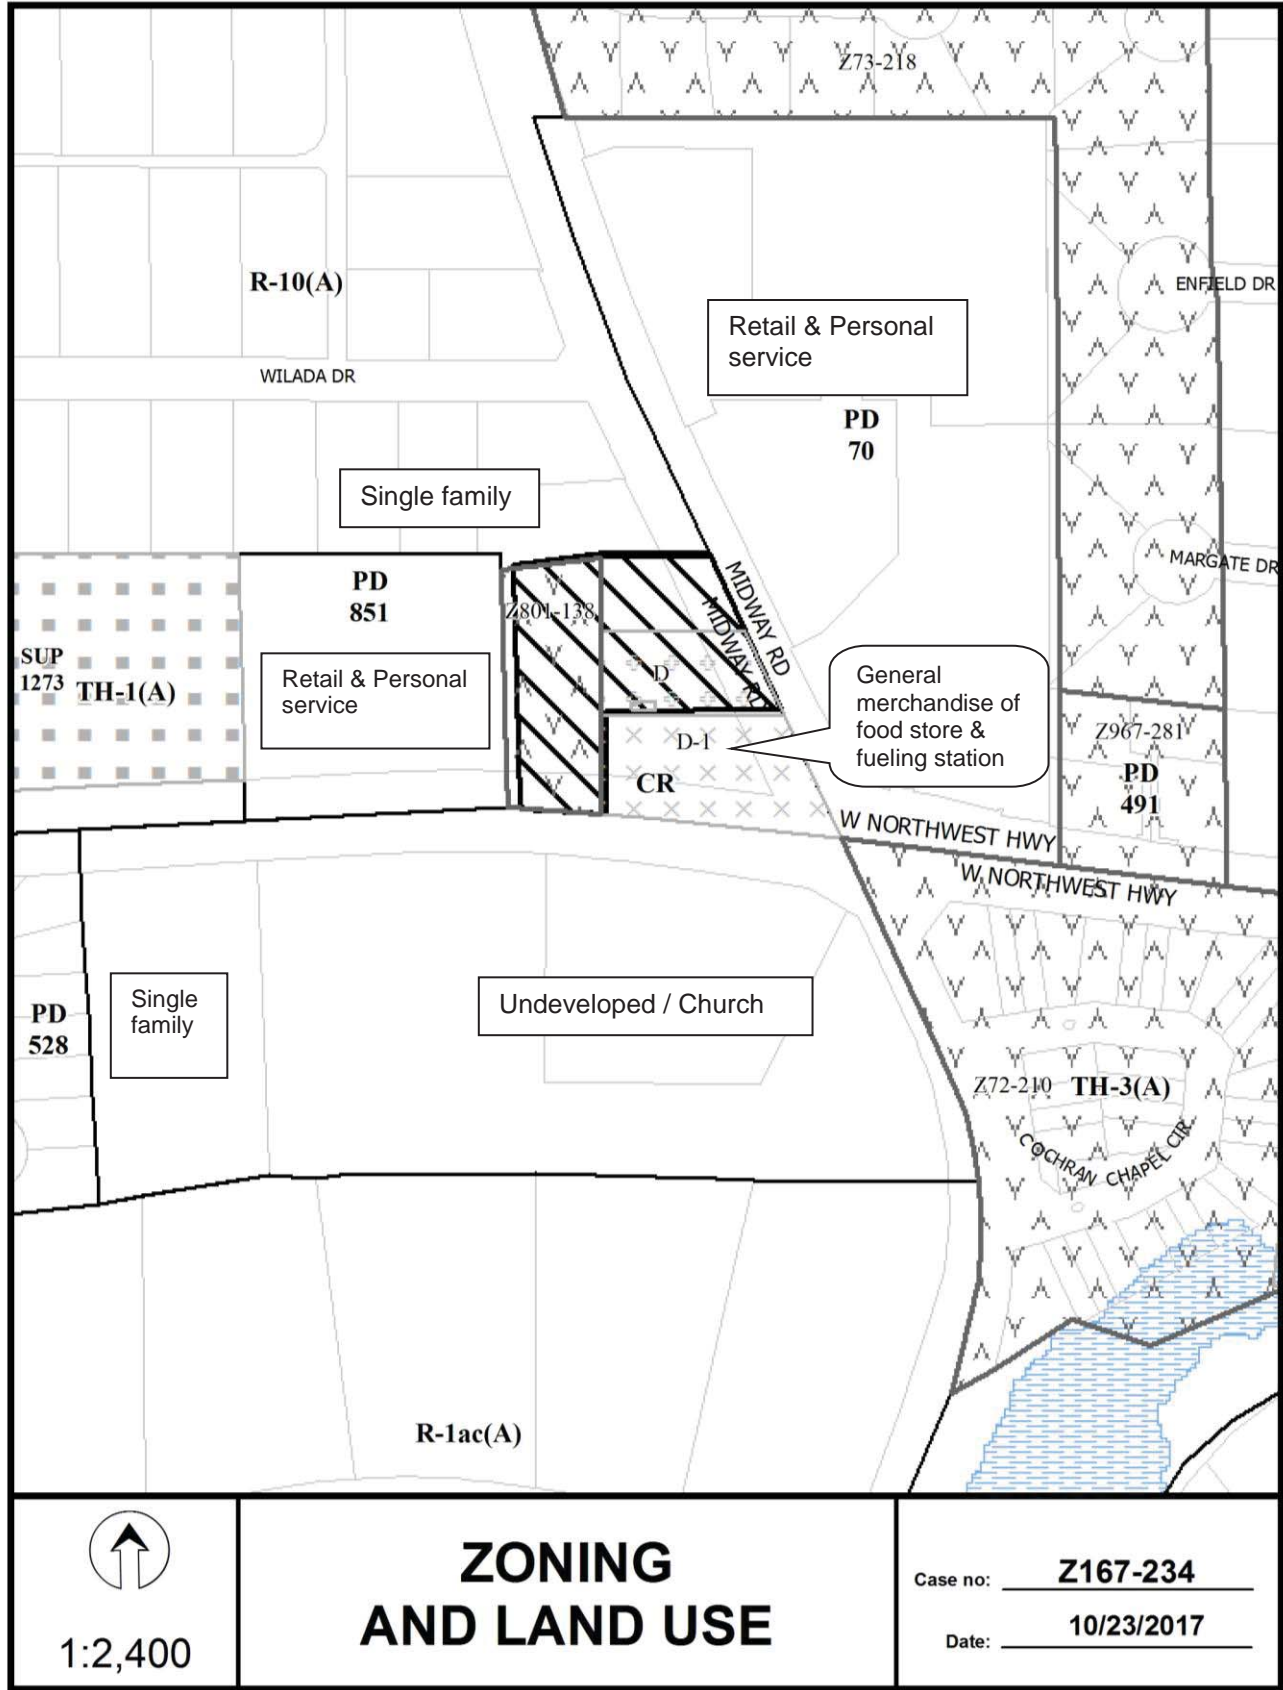 Z73-218
R-10(A)
ENFIELD DR
Retail & Personal
service
WILADA DR
PD
70
Single family
MARGATE DR
PD
851
Z801-138
MIDWAY RD
MIDWAY RD
SUP
1273
TH-1(A)
Retail & Personal
service
D
General
merchandise of
food store &
fueling station
D-1
CR
Z967-281
PD
491
W NORTHWEST HWY
W NORTHWEST HWY
Single
family
Undeveloped / Church
PD
528
Z72-210
TH-3(A)
COCHRAN CHAPEL CIR
R-1ac(A)
1:2,400
ZONING
AND LAND USE
Case no: Z167-234
Date: 10/23/2017